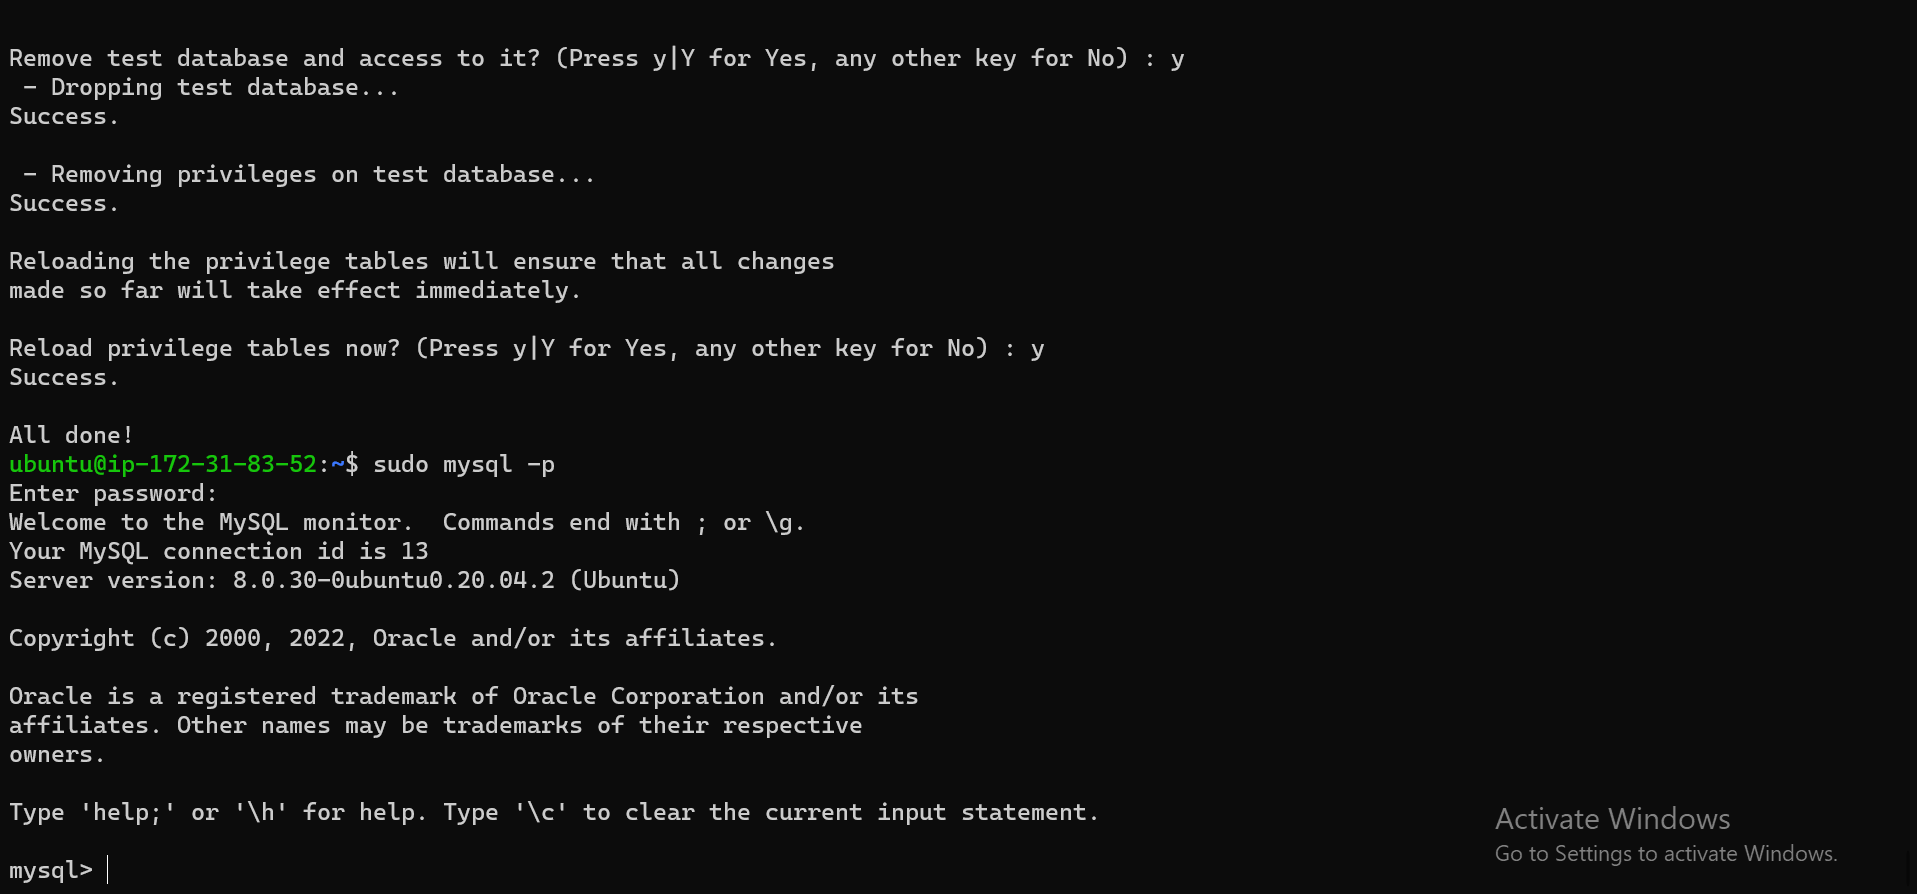 Remove test database and access to it? (Press y|Y for Yes, any other key for No) : y
 - Dropping test database...
Success.

 - Removing privileges on test database...
Success.

Reloading the privilege tables will ensure that all changes
made so far will take effect immediately.

Reload privilege tables now? (Press y|Y for Yes, any other key for No) : y
Success.

All done!
ubuntu@ip-172-31-83-52:~$ sudo mysql -p
Enter password:
Welcome to the MySQL monitor.  Commands end with ; or \g.
Your MySQL connection id is 13
Server version: 8.0.30-0ubuntu0.20.04.2 (Ubuntu)

Copyright (c) 2000, 2022, Oracle and/or its affiliates.

Oracle is a registered trademark of Oracle Corporation and/or its
affiliates. Other names may be trademarks of their respective
owners.

Type 'help;' or '\h' for help. Type '\c' to clear the current input statement.

mysql>
Activate Windows
Go to Settings to activate Windows.